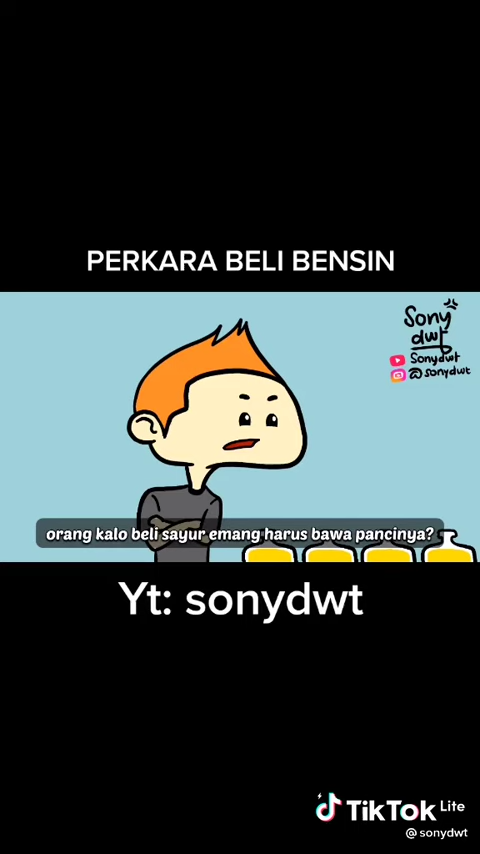 PERKARA BELI BENSIN
Sony
dwt
Sonydwt
@sonydwt
orang kalo beli sayur emang harus bawa pancinya?
Yt: sonydwt
TikTok Lite
@sonydwt